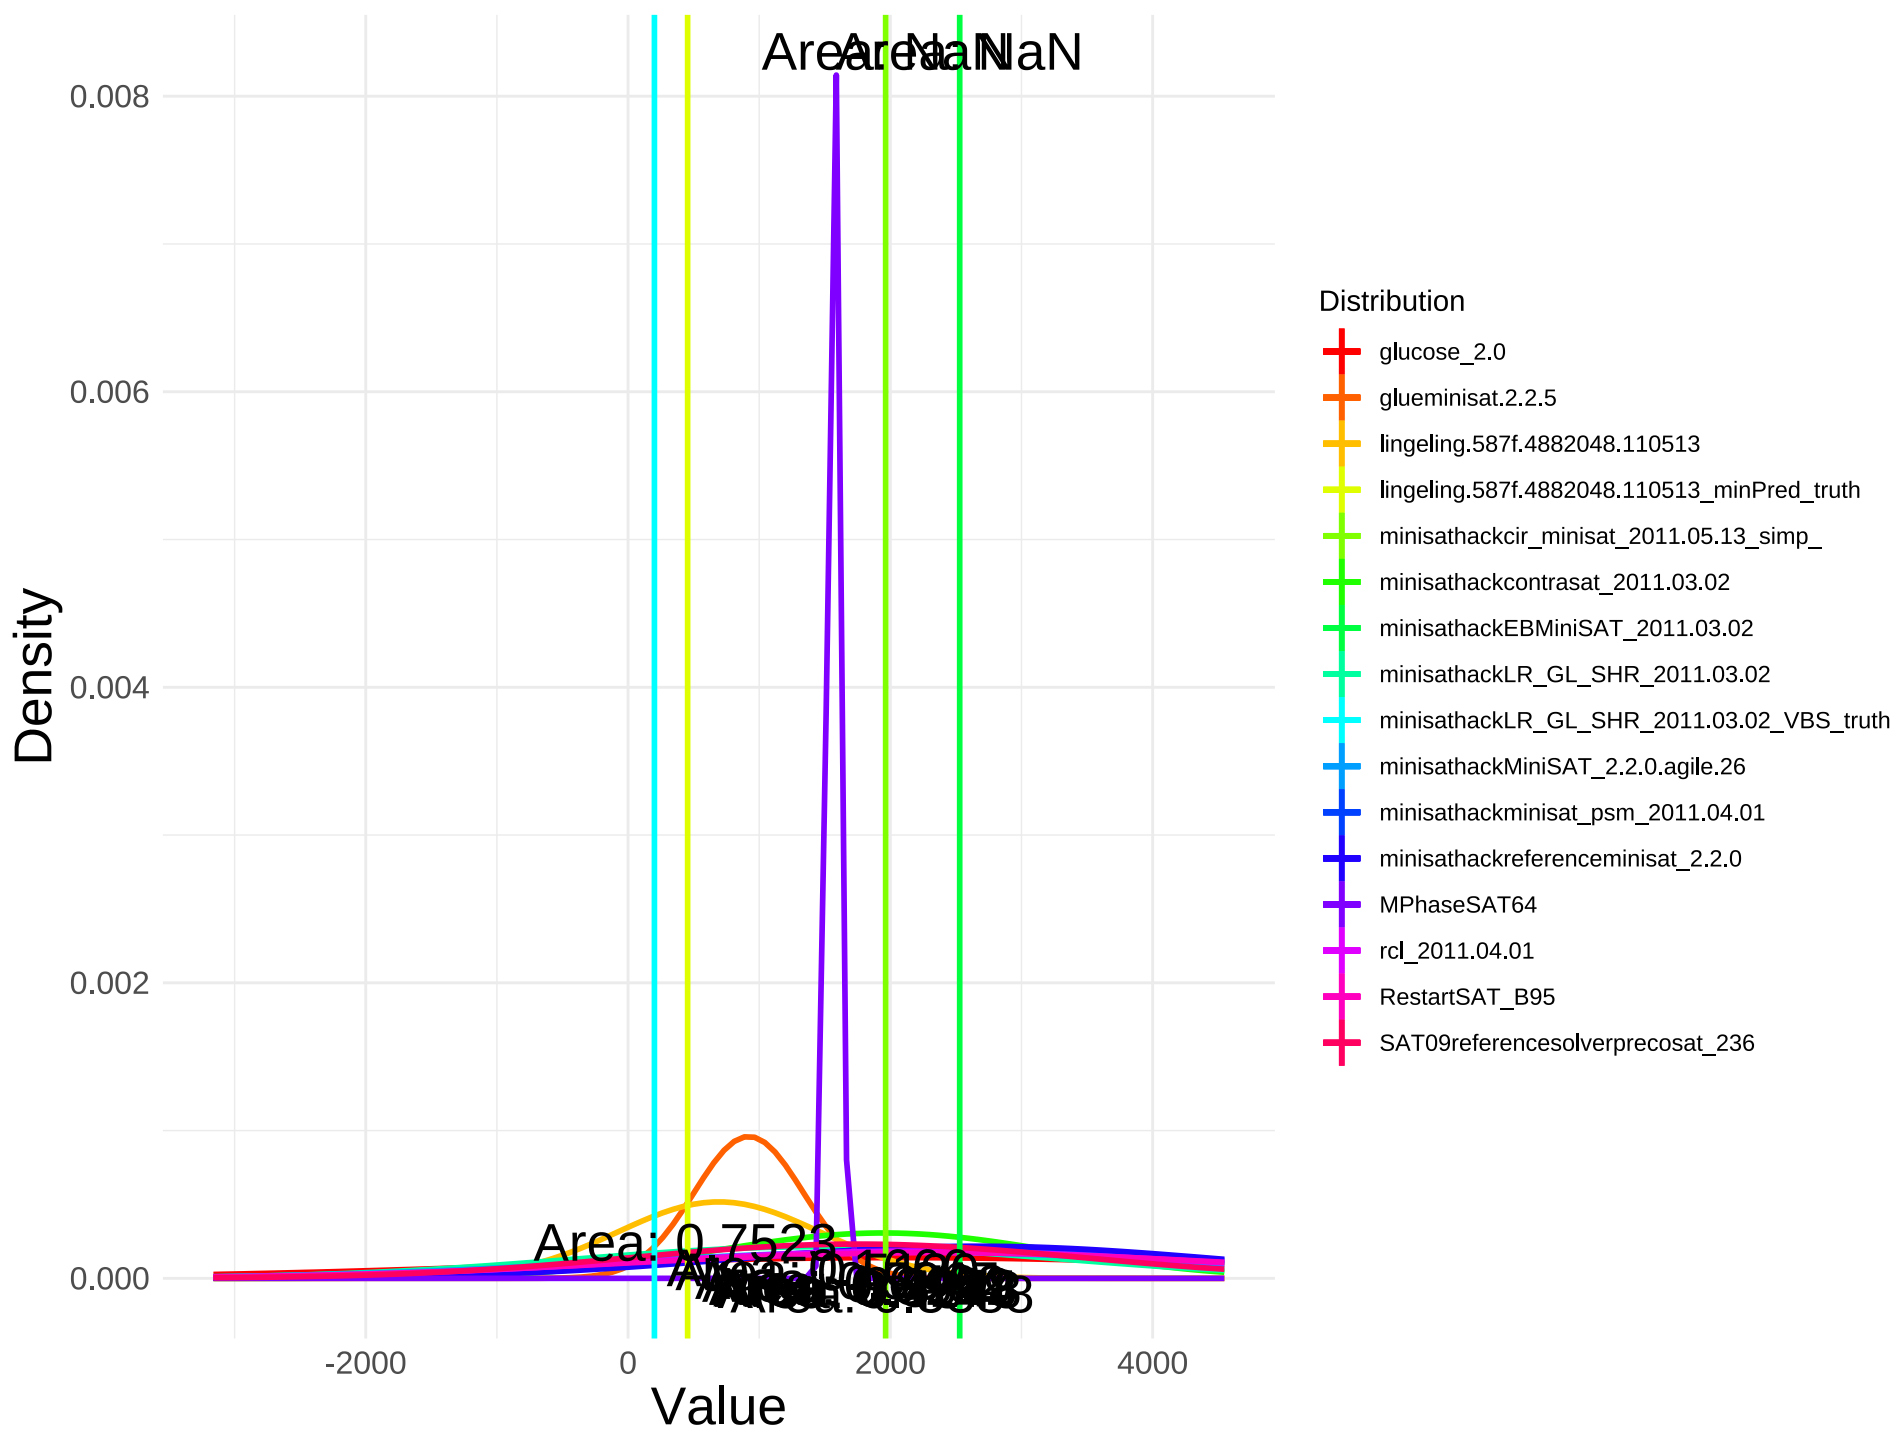 Area: NaN
Area: NaN
0.008
0.006
0.004
0.002
0.000
Density
Area: 0.7523
-2000
0
2000
4000
Value
Distribution
glucose_2.0
glueminisat.2.2.5
lingeling.587f.4882048.110513
lingeling.587f.4882048.110513_minPred_truth
minisathackcir_minisat_2011.05.13_simp_
minisathackcontrasat_2011.03.02
minisathackEBMiniSAT_2011.03.02
minisathackLR_GL_SHR_2011.03.02
minisathackLR_GL_SHR_2011.03.02_VBS_truth
minisathackMiniSAT_2.2.0.agile.26
minisathackminisat_psm_2011.04.01
minisathackreferenceminisat_2.2.0
MPhaseSAT64
rcl_2011.04.01
RestartSAT_B95
SAT09referencesolverprecosat_236